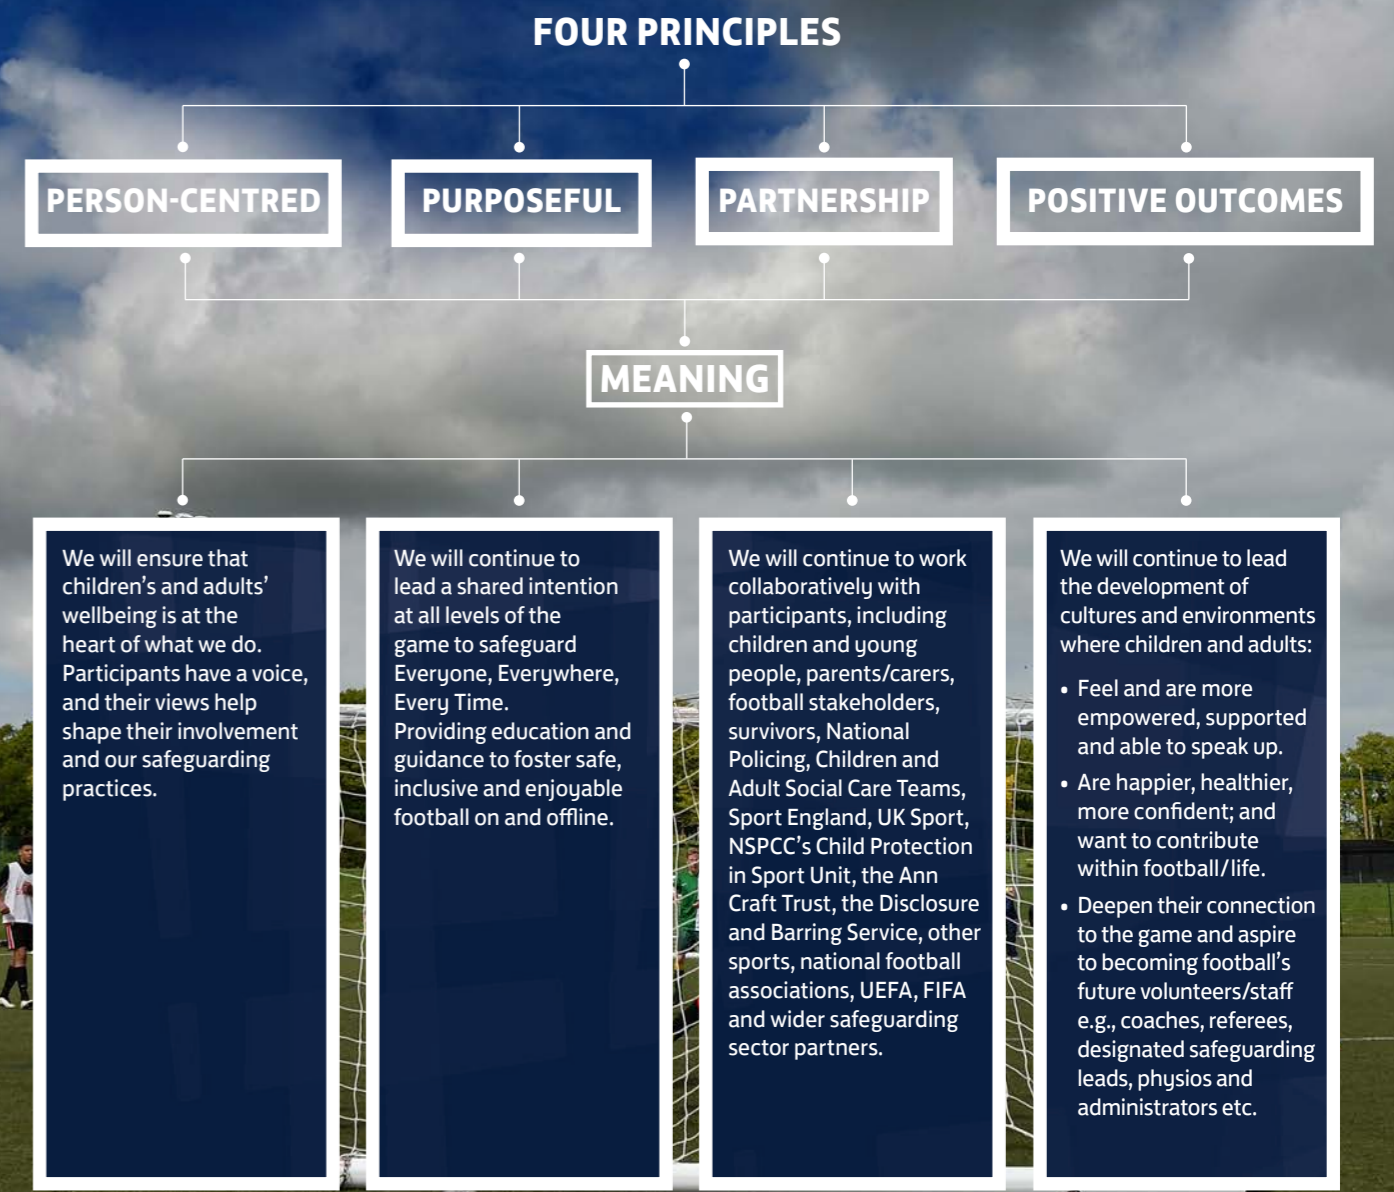 FOUR PRINCIPLES
PERSON-CENTRED
PURPOSEFUL
PARTNERSHIP
POSITIVE OUTCOMES
MEANING
We will ensure that
children’s and adults’
wellbeing is at the
heart of what we do.
Participants have a voice,
and their views help
shape their involvement
and our safeguarding
practices.
We will continue to
lead a shared intention
at all levels of the
game to safeguard
Everyone, Everywhere,
Every Time.
Providing education and
guidance to foster safe,
inclusive and enjoyable
football on and offline.
We will continue to work
collaboratively with
participants, including
children and young
people, parents/carers,
football stakeholders,
survivors, National
Policing, Children and
Adult Social Care Teams,
Sport England, UK Sport,
NSPCC’s Child Protection
in Sport Unit, the Ann
Craft Trust, the Disclosure
and Barring Service, other
sports, national football
associations, UEFA, FIFA
and wider safeguarding
sector partners.
We will continue to lead
the development of
cultures and environments
where children and adults:
• Feel and are more
empowered, supported
and able to speak up.
• Are happier, healthier,
more confident; and
want to contribute
within football/life.
• Deepen their connection
to the game and aspire
to becoming football’s
future volunteers/staff
e.g., coaches, referees,
designated safeguarding
leads, physios and
administrators etc.